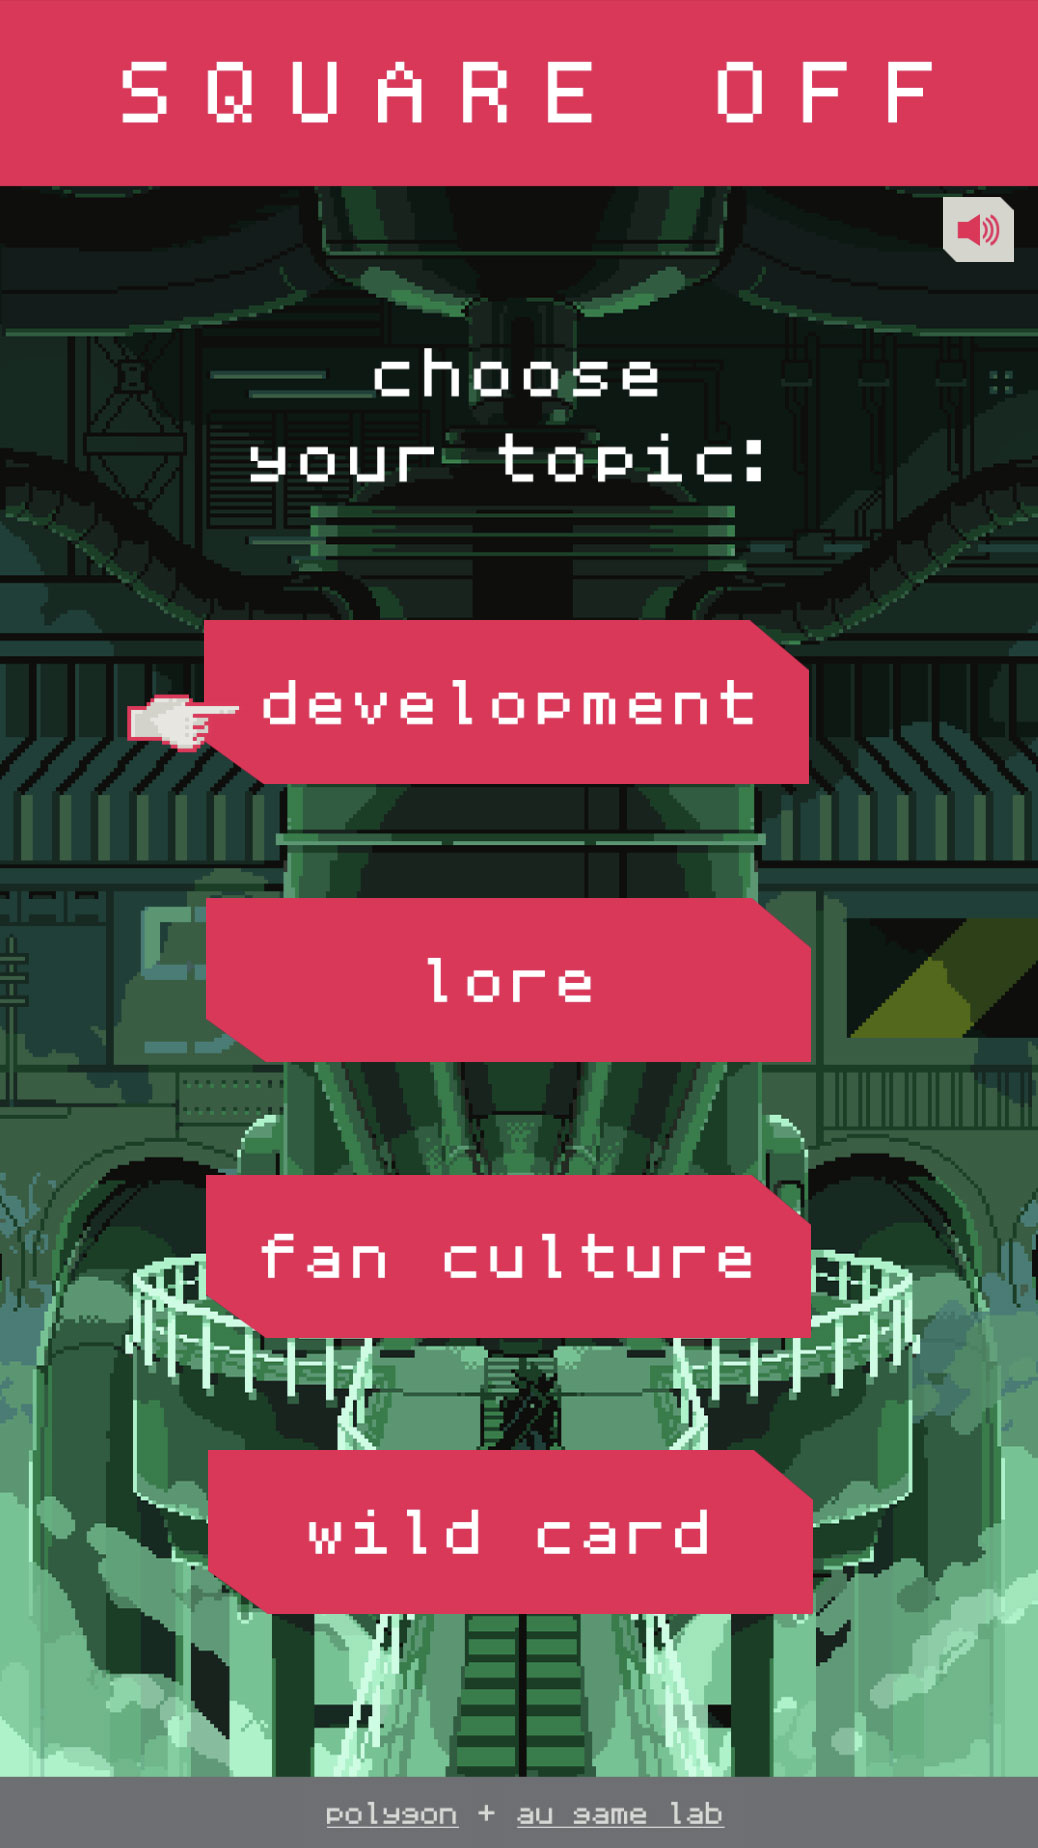 SQUARE OFF
choose
your topic:
development
lore
fan culture
wild card
polygon + au game lab